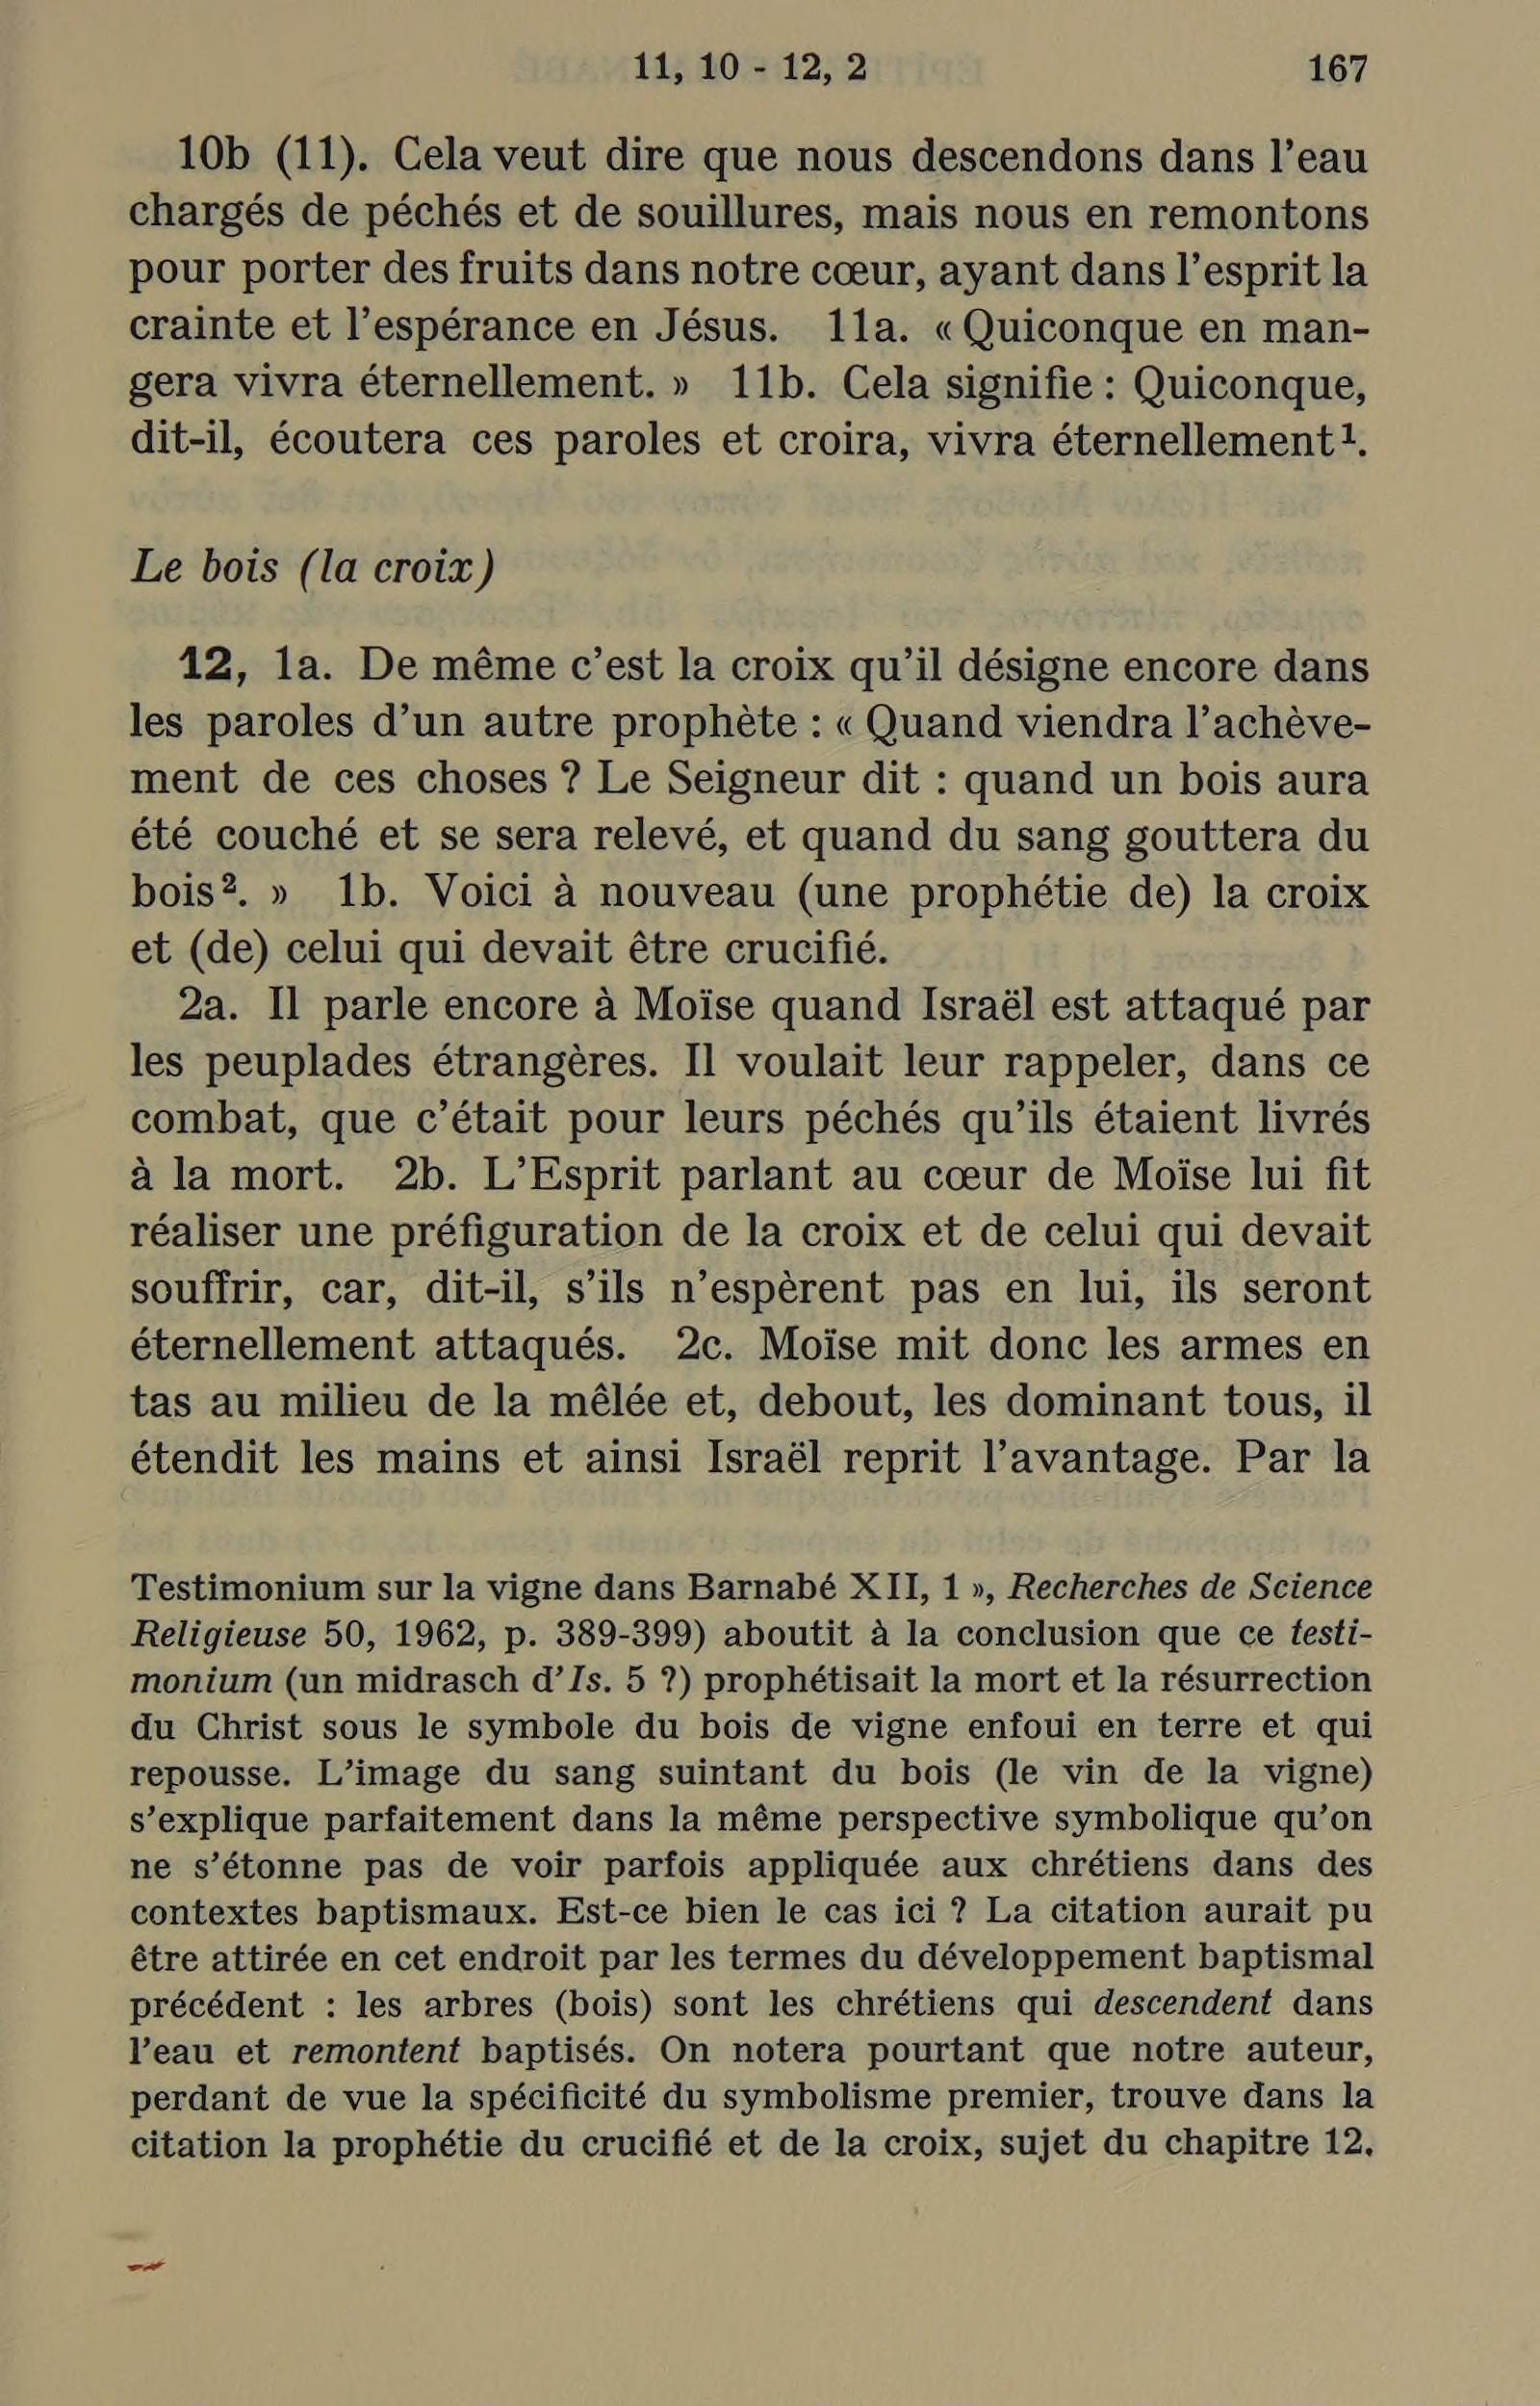 11, 10 - 12, 2 167
10b (11). Cela veut dire que nous descendons dans l'eau
chargés de péchés et de souillures, mais nous en remontons
pour porter des fruits dans notre cœur, ayant dans l'esprit la
crainte et l'espérance en Jésus. 11a. « Quiconque en man-
gera vivra éternellement. » 11b. Cela signifie : Quiconque,
dit-il, écoutera ces paroles et croira, vivra éternellement¹.
Le bois (la croix)
12, 1a. De même c'est la croix qu'il désigne encore dans
les paroles d'un autre prophète : « Quand viendra l'achève-
ment de ces choses ? Le Seigneur dit : quand un bois aura
été couché et se sera relevé, et quand du sang gouttera du
bois². » 1b. Voici à nouveau (une prophétie de) la croix
et (de) celui qui devait être crucifié.
2a. Il parle encore à Moïse quand Israël est attaqué par
les peuplades étrangères. Il voulait leur rappeler, dans ce
combat, que c'était pour leurs péchés qu'ils étaient livrés
à la mort. 2b. L'Esprit parlant au cœur de Moïse lui fit
réaliser une préfiguration de la croix et de celui qui devait
souffrir, car, dit-il, s'ils n'espèrent pas en lui, ils seront
éternellement attaqués. 2c. Moïse mit donc les armes en
tas au milieu de la mêlée et, debout, les dominant tous, il
étendit les mains et ainsi Israël reprit l'avantage. Par la
Testimonium sur la vigne dans Barnabé XII, 1 », Recherches de Science
Religieuse 50, 1962, p. 389-399) aboutit à la conclusion que ce testi-
monium (un midrasch d'Is. 5 ?) prophétisait la mort et la résurrection
du Christ sous le symbole du bois de vigne enfoui en terre et qui
repousse. L'image du sang suintant du bois (le vin de la vigne)
s'explique parfaitement dans la même perspective symbolique qu'on
ne s'étonne pas de voir parfois appliquée aux chrétiens dans des
contextes baptismaux. Est-ce bien le cas ici ? La citation aurait pu
être attirée en cet endroit par les termes du développement baptismal
précédent : les arbres (bois) sont les chrétiens qui descendent dans
l'eau et remontent baptisés. On notera pourtant que notre auteur,
perdant de vue la spécificité du symbolisme premier, trouve dans la
citation la prophétie du crucifié et de la croix, sujet du chapitre 12.